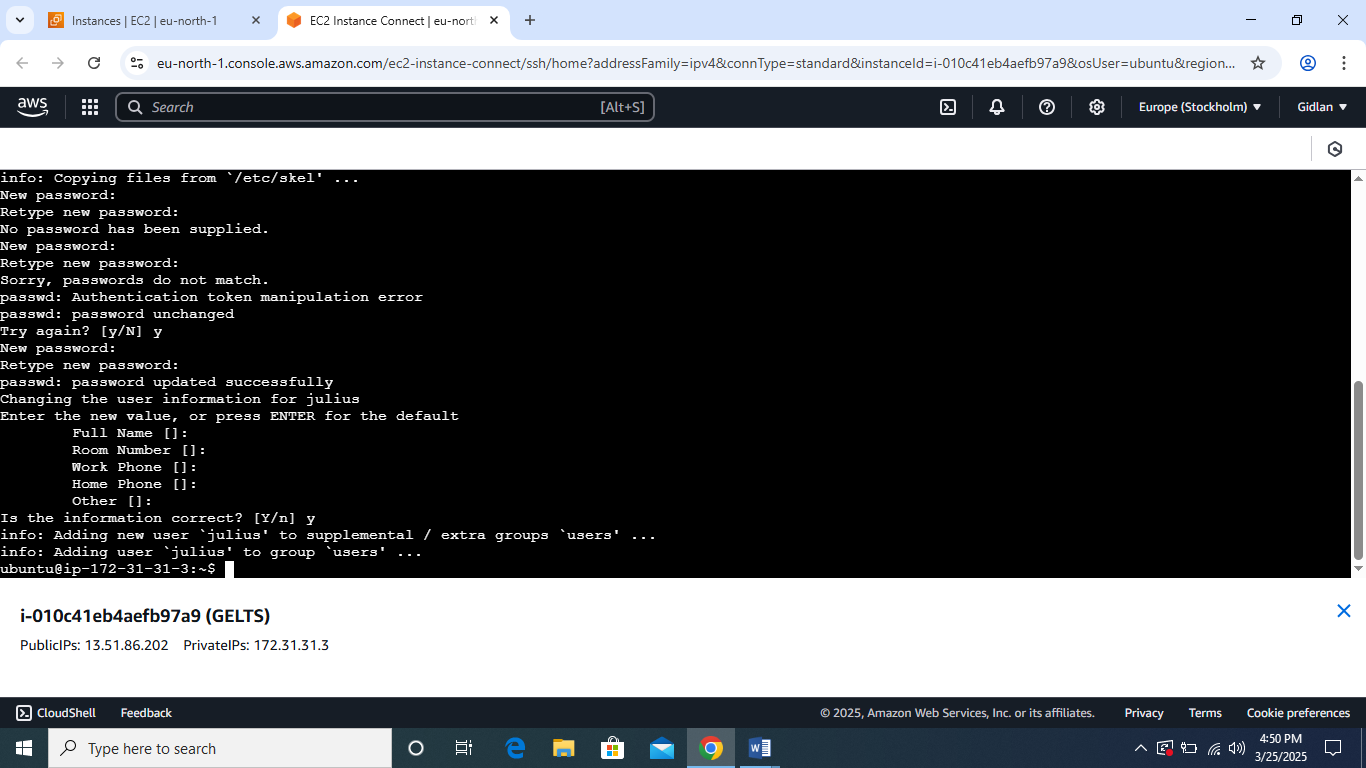 Instances | EC2 | eu-north-1
EC2 Instance Connect | eu-nort
eu-north-1.console.aws.amazon.com/ec2-instance-connect/ssh/home?addressFamily=ipv4&connType=standard&instanceId=i-010c41eb4aefb97a9&osUser=ubuntu&region...
aws
Search
[Alt+S]
Europe (Stockholm)
Gidlan
info: Copying files from `/etc/skel' ...
New password:
Retype new password:
No password has been supplied.
New password:
Retype new password:
Sorry, passwords do not match.
passwd: Authentication token manipulation error
passwd: password unchanged
Try again? [y/N] y
New password:
Retype new password:
passwd: password updated successfully
Changing the user information for julius
Enter the new value, or press ENTER for the default
Full Name []:
Room Number []:
Work Phone []:
Home Phone []:
Other []:
Is the information correct? [Y/n] y
info: Adding new user `julius' to supplemental / extra groups `users' ...
info: Adding user `julius' to group `users' ...
ubuntu@ip-172-31-31-3:~$
i-010c41eb4aefb97a9 (GELTS)
PublicIPs: 13.51.86.202 PrivateIPs: 172.31.31.3
CloudShell
Feedback
© 2025, Amazon Web Services, Inc. or its affiliates.
Privacy
Terms
Cookie preferences
Type here to search
4:50 PM
3/25/2025